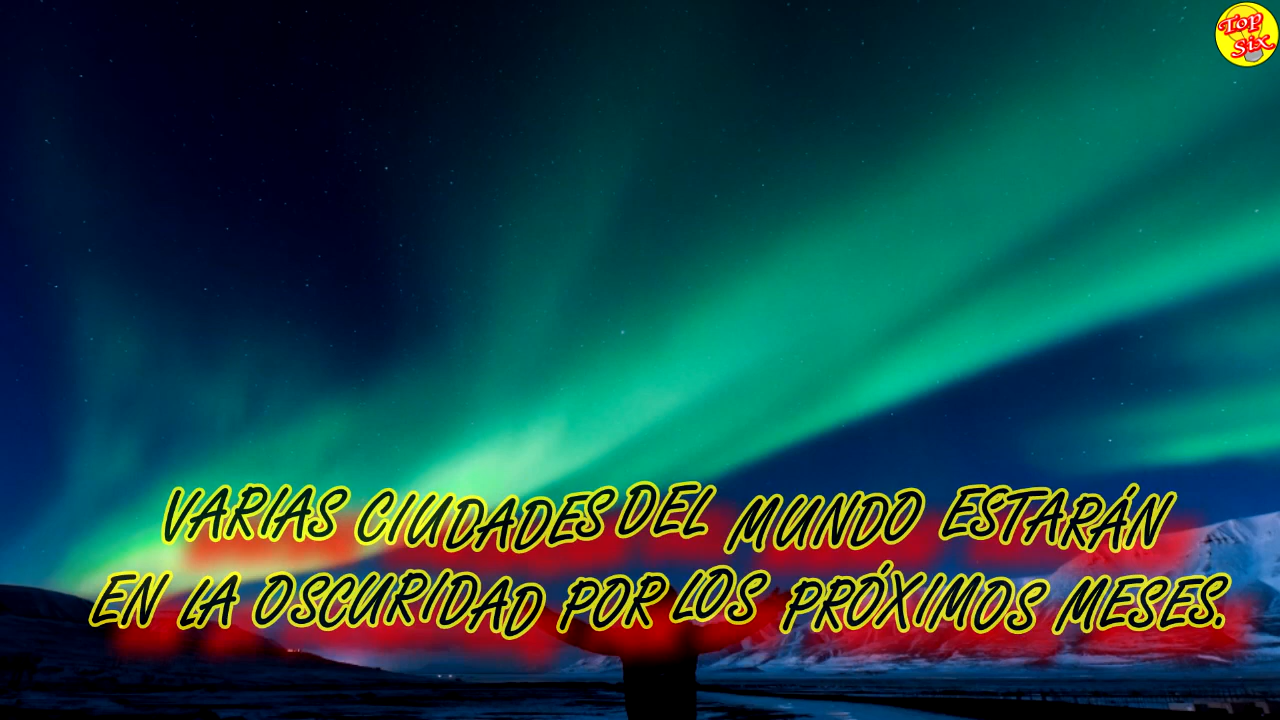 Top
Six
VARIAS CIUDADES DEL MUNDO ESTARÁN
EN LA OSCURIDAD POR LOS PRÓXIMOS MESES.